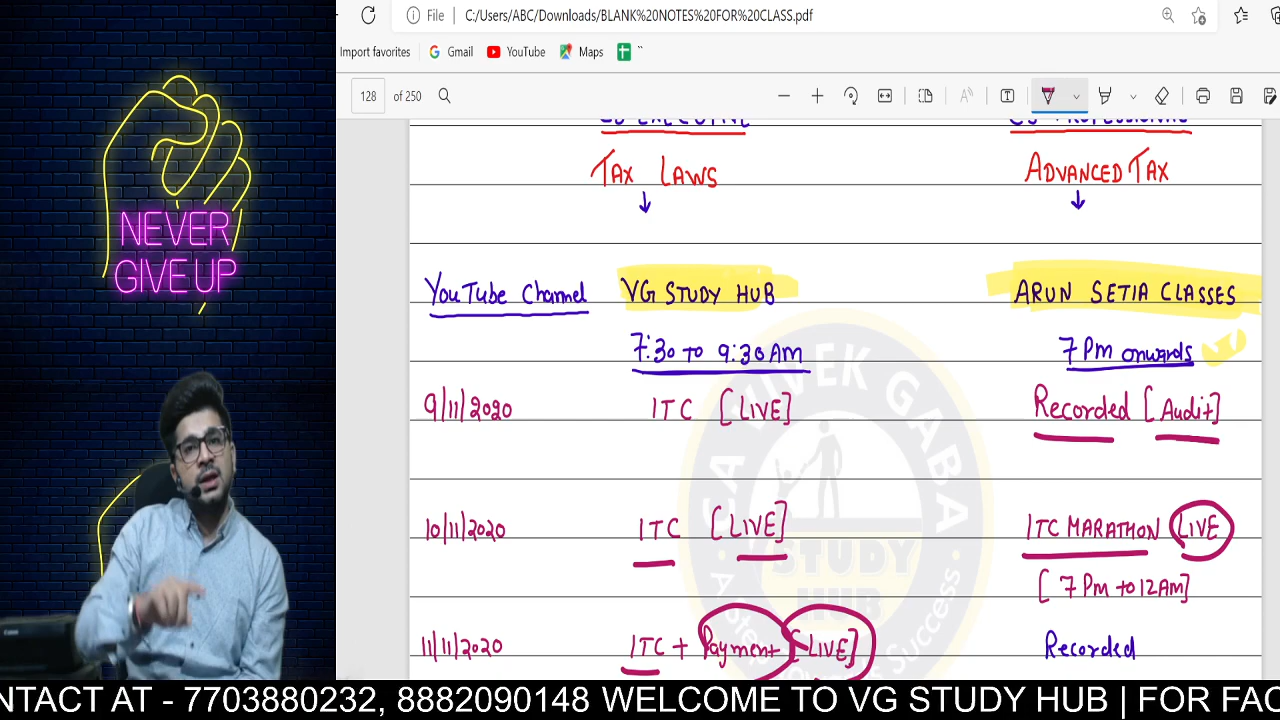 File C:/Users/ABC/Downloads/BLANK%20NOTES%20FOR%20CLASS.pdf
Import favorites Gmail YouTube Maps
128 of 250
CS EXECUTIVE CS PROFESSIONAL
TAX LAWS ADVANCED TAX
YouTube Channel VG STUDY HUB ARUN SETIA CLASSES
7:30 TO 9:30 AM 7 Pm onwards
9/11/2020 ITC [LIVE] Recorded [Audit]
10/11/2020 ITC [LIVE] ITC MARATHON LIVE
[7 Pm to 12 AM]
11/11/2020 ITC + Payment LIVE Recorded
NEVER
GIVE UP
NTACT AT - 7703880232, 8882090148 WELCOME TO VG STUDY HUB | FOR FAC